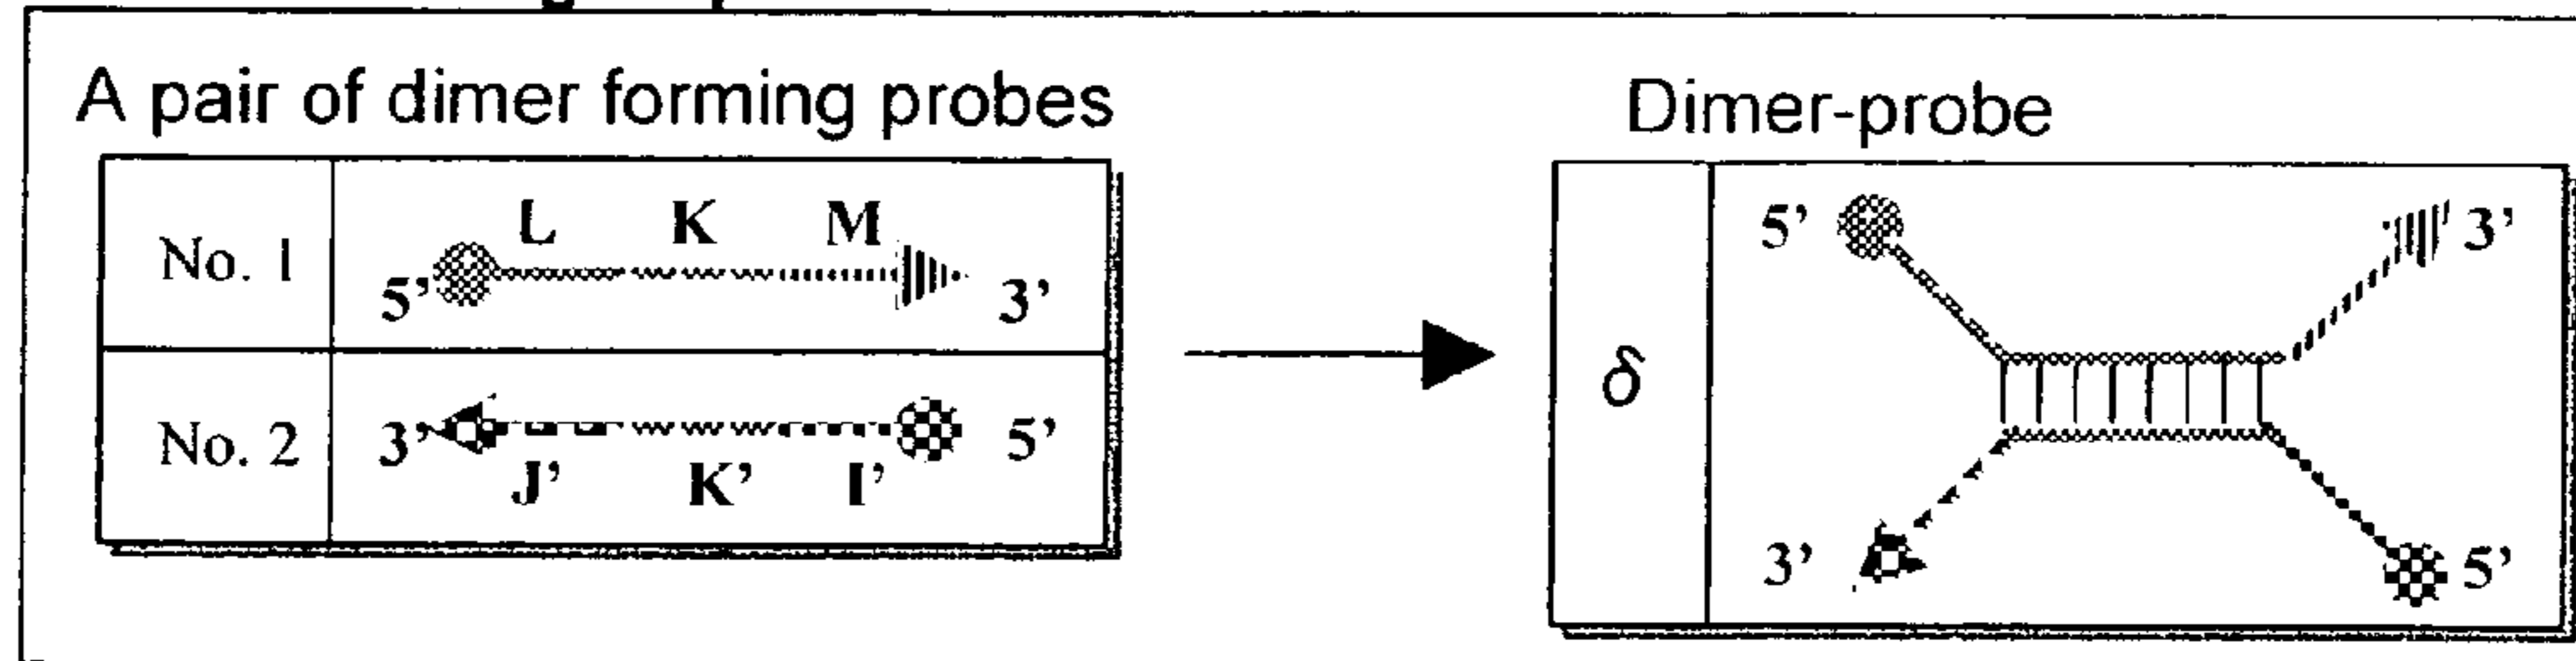 A pair of dimer forming probes
Dimer-probe
No. 1
L K M
5' 3'
No. 2
3' 5'
J' K' I'
δ
5' 3'
3' 5'